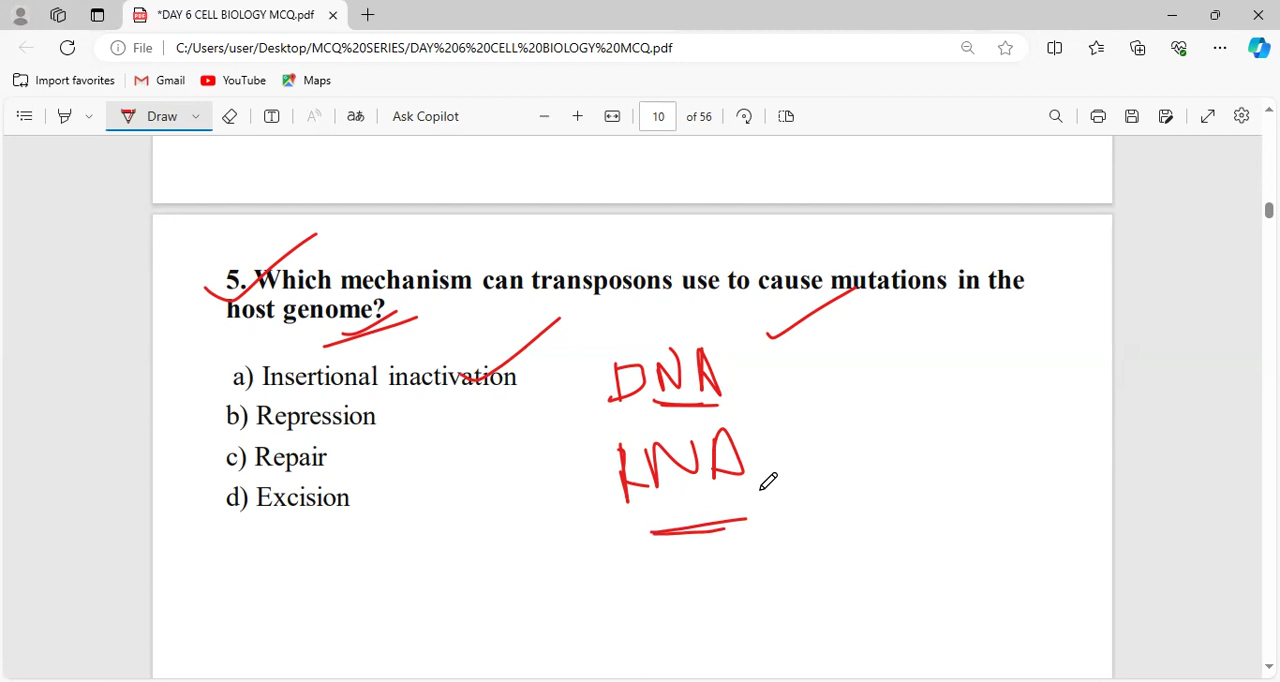 *DAY 6 CELL BIOLOGY MCQ.pdf
File C:/Users/user/Desktop/MCQ%20SERIES/DAY%206%20CELL%20BIOLOGY%20MCQ.pdf
Import favorites Gmail YouTube Maps
Draw Ask Copilot 10 of 56
5. Which mechanism can transposons use to cause mutations in the
host genome?
a) Insertional inactivation
b) Repression
c) Repair
d) Excision
DNA
RNA